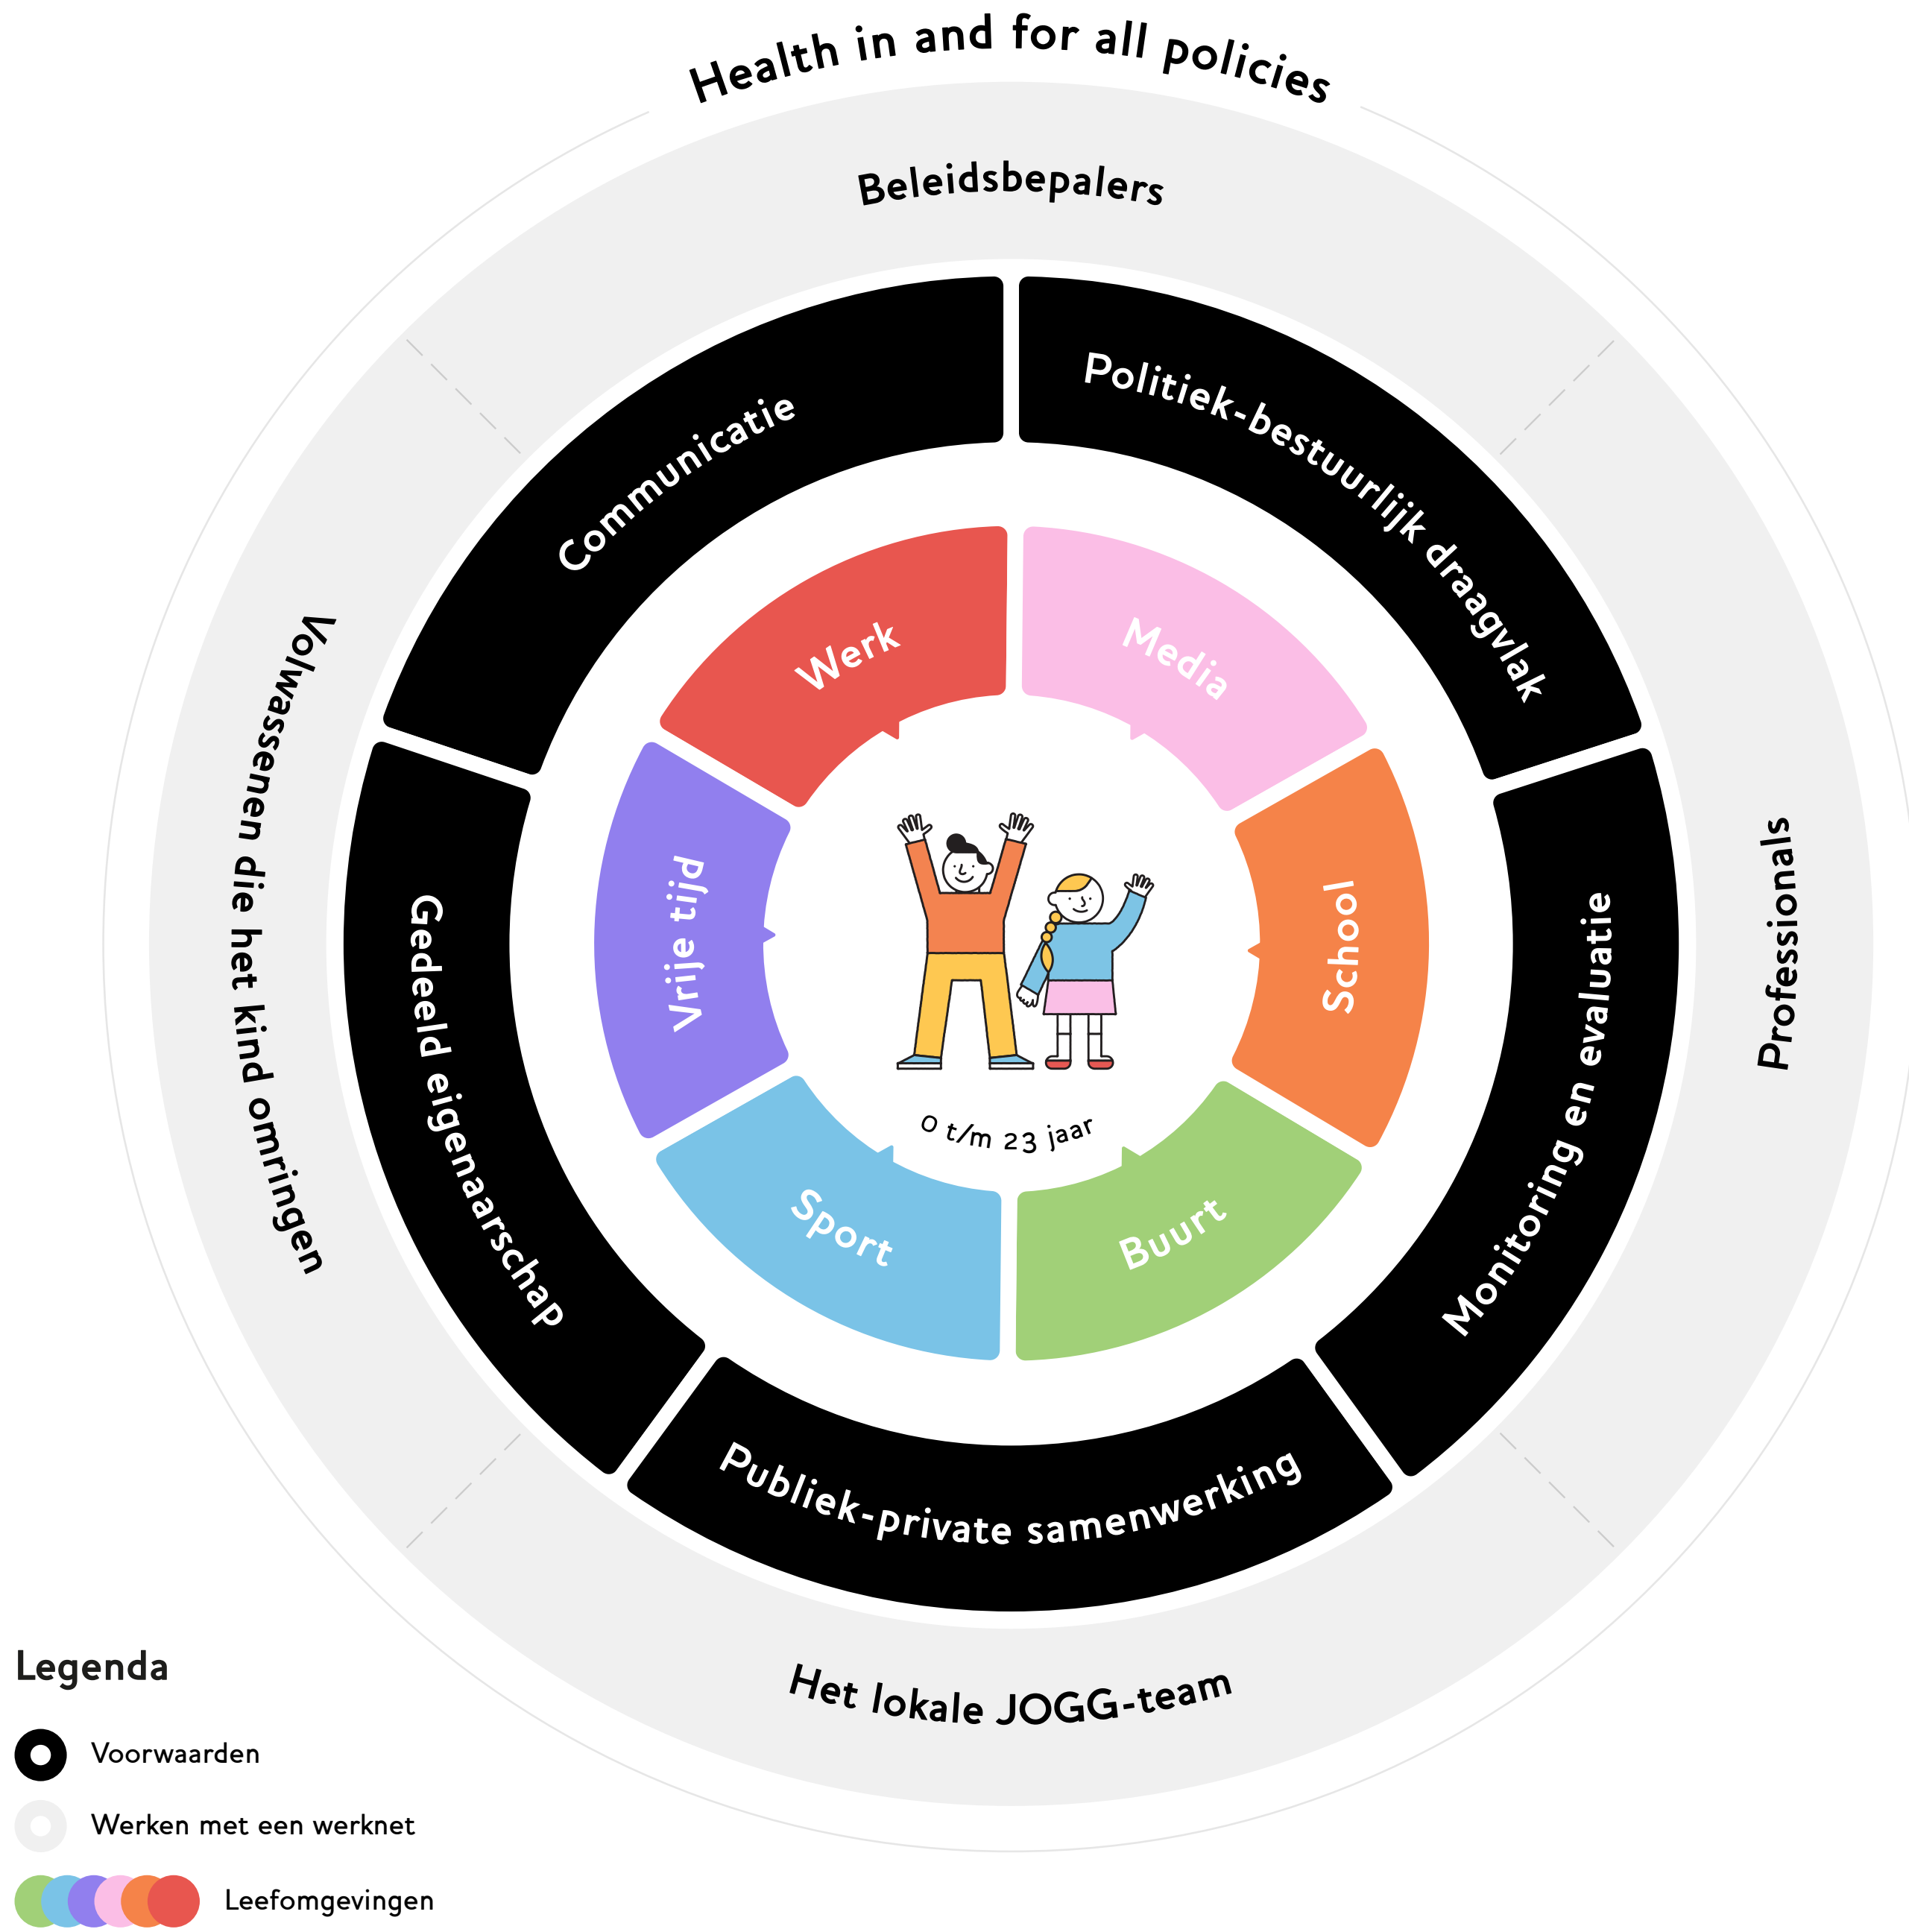 Health in and for all policies
Beleidsbepalers
Communicatie
Politiek-bestuurlijk draagvlak
Werk
Media
Volwassenen die het kind omringen
Gedeeld eigenaarschap
Vrije tijd
School
Monitoring en evaluatie
Professionals
0 t/m 23 jaar
Sport
Buurt
Publiek-private samenwerking
Het lokale JOGG-team
Legenda
Voorwaarden
Werken met een werknet
Leefomgevingen